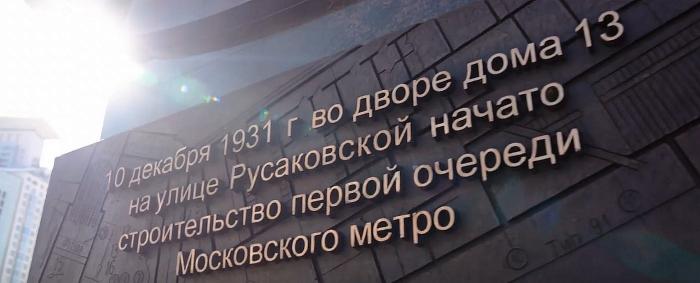 10 декабря 1931 г во дворе дома 13
на улице Русаковской начато
строительство первой очереди
Московского метро